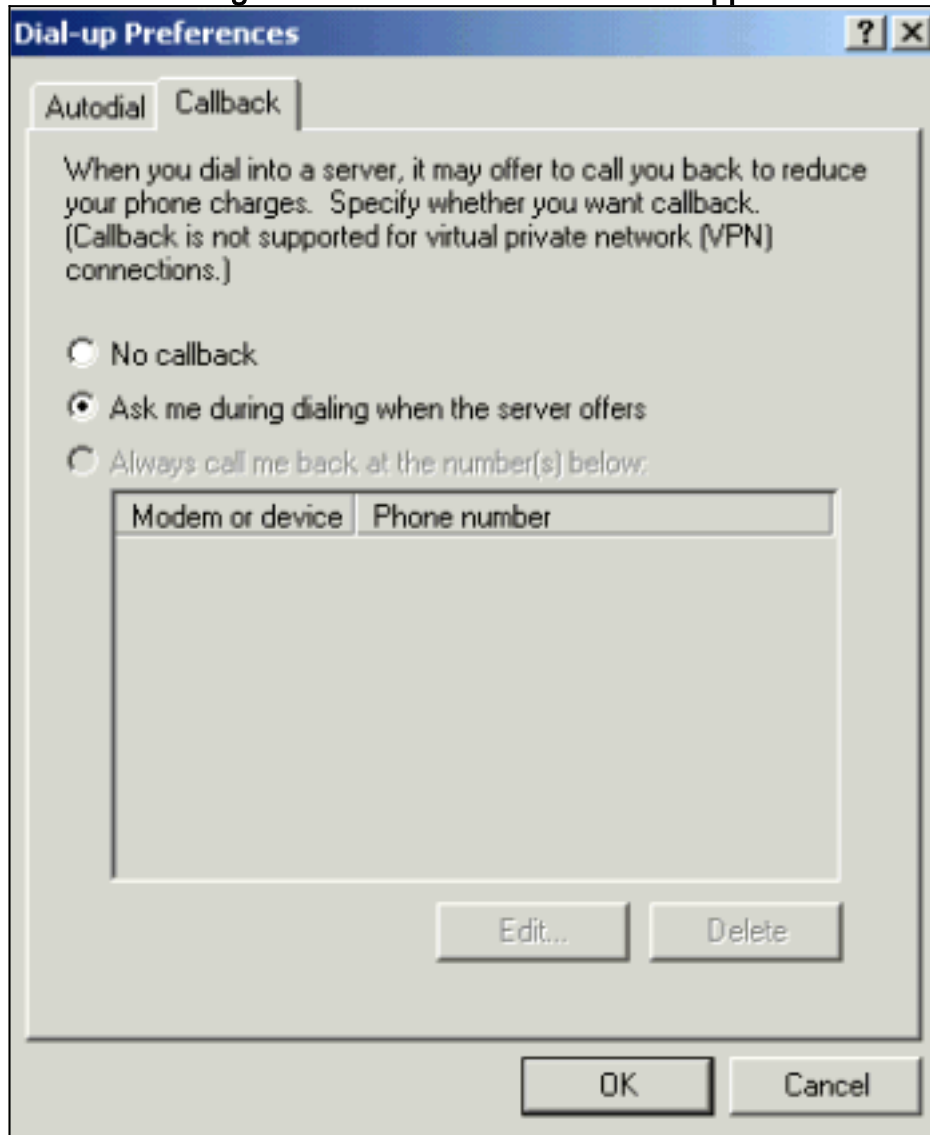 Dial-up Preferences
Autodial Callback
When you dial into a server, it may offer to call you back to reduce
your phone charges. Specify whether you want callback.
(Callback is not supported for virtual private network (VPN)
connections.)
No callback
Ask me during dialing when the server offers
Always call me back at the number(s) below:
Modem or device Phone number
Edit... Delete
OK Cancel